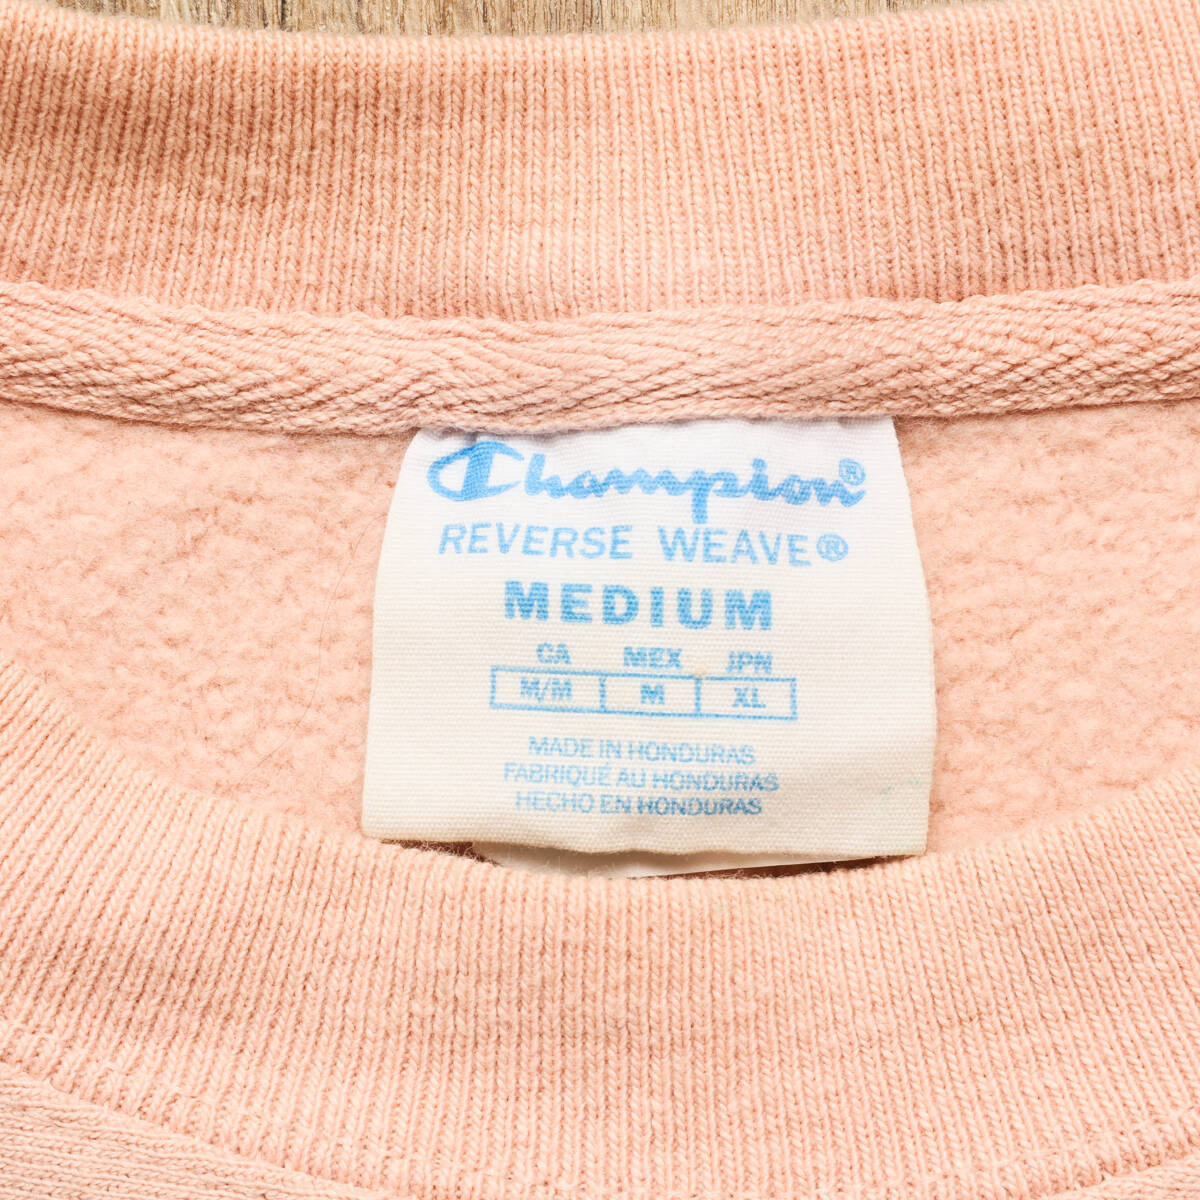 Champion®
REVERSE WEAVE®
MEDIUM
CA MEX JPN
M/M M XL
MADE IN HONDURAS
FABRIQUÉ AU HONDURAS
HECHO EN HONDURAS